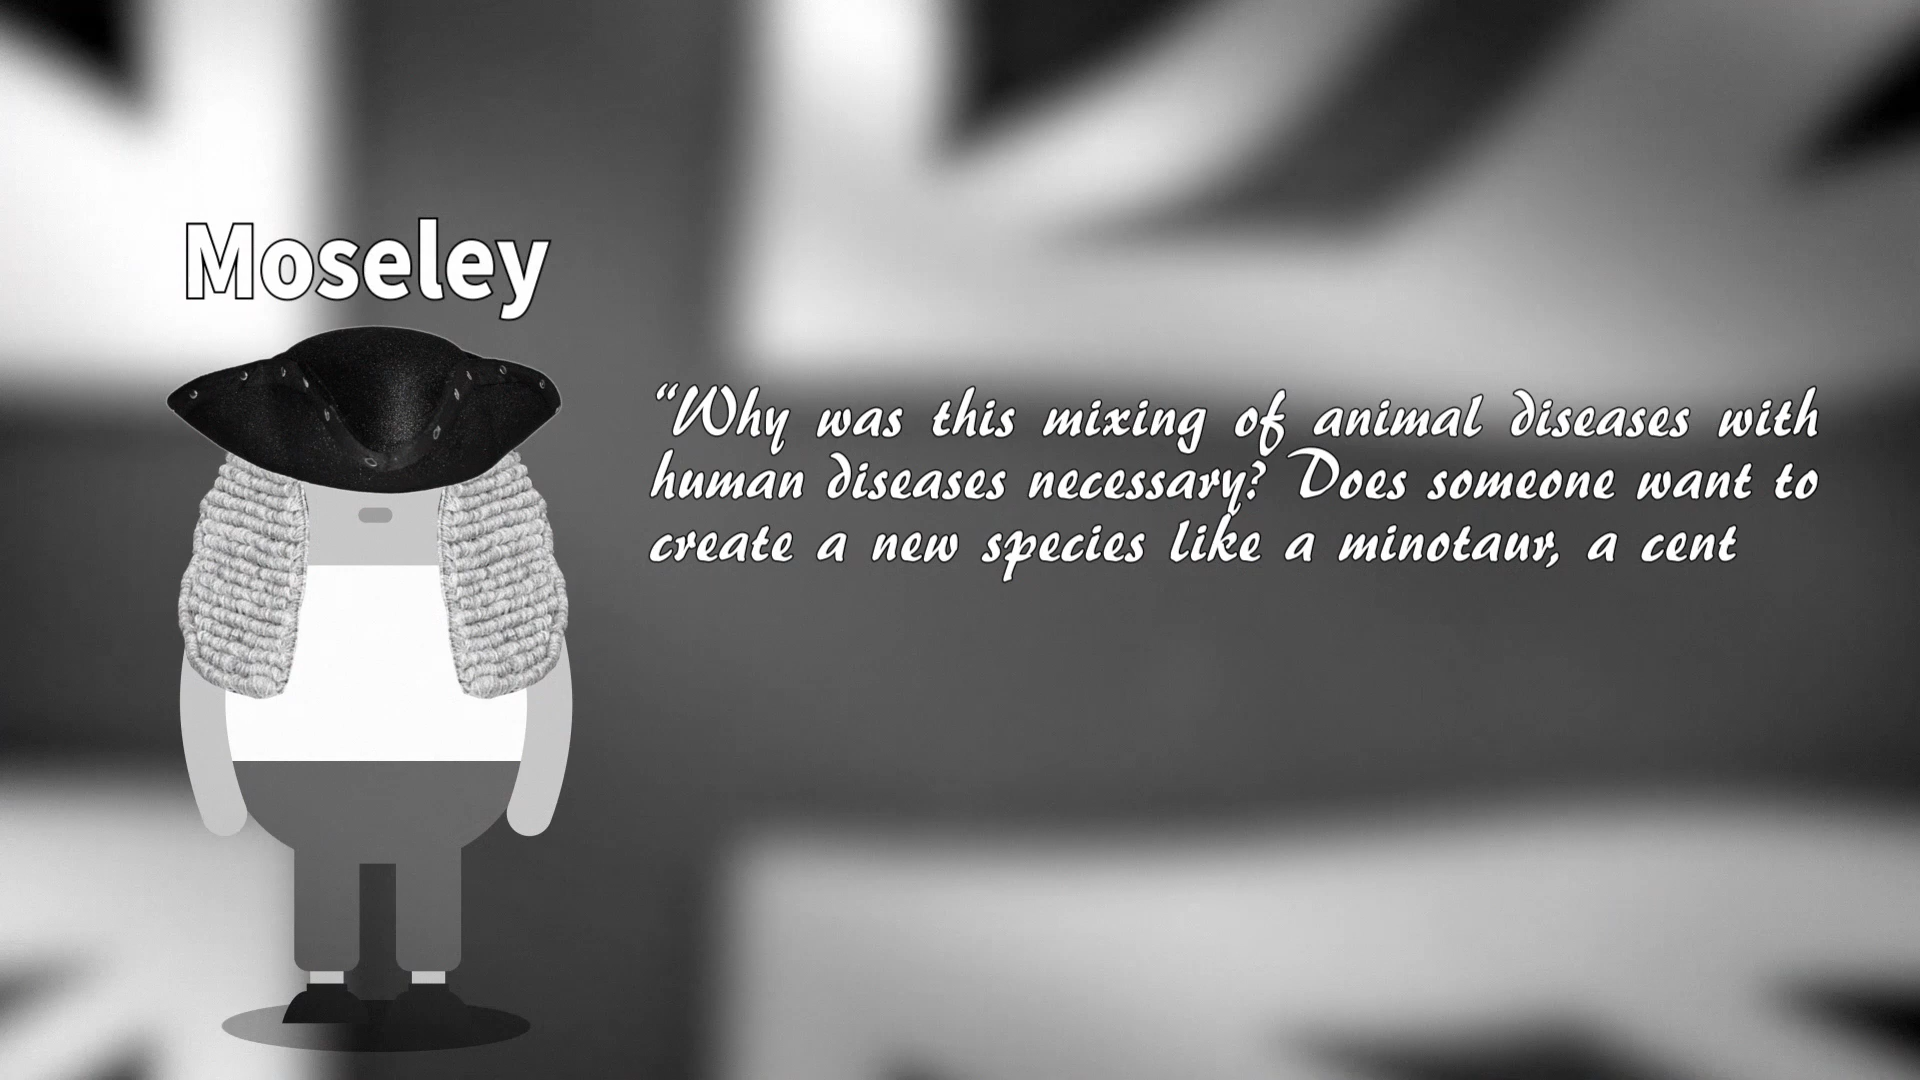 Moseley
“Why was this mixing of animal diseases with
human diseases necessary? Does someone want to
create a new species like a minotaur, a cent